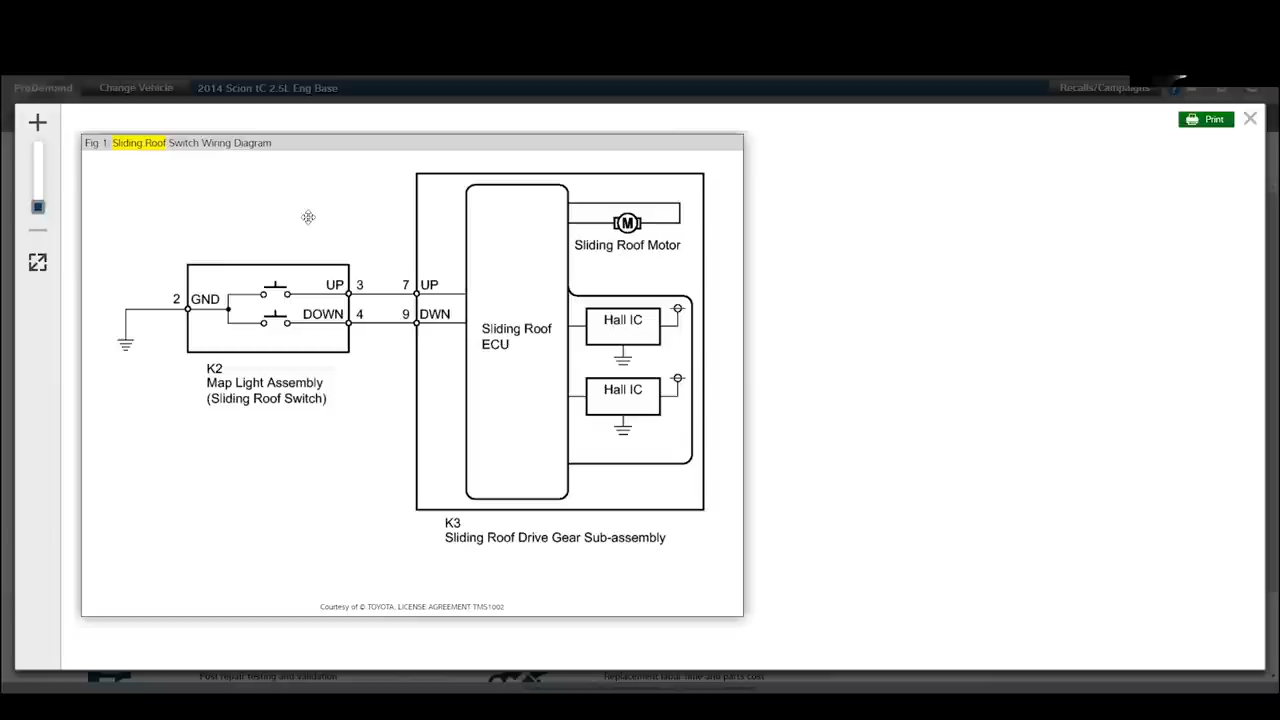 ProDemand Change Vehicle 2014 Scion tC 2.5L Eng Base Recalls/Campaigns
Print
Fig 1 Sliding Roof Switch Wiring Diagram
M
Sliding Roof Motor
2 GND UP 3 7 UP
DOWN 4 9 DWN
Sliding Roof
ECU
Hall IC
Hall IC
K2
Map Light Assembly
(Sliding Roof Switch)
K3
Sliding Roof Drive Gear Sub-assembly
Courtesy of © TOYOTA, LICENSE AGREEMENT TMS1002
Post repair testing and validation
Replacement labor time and parts cost